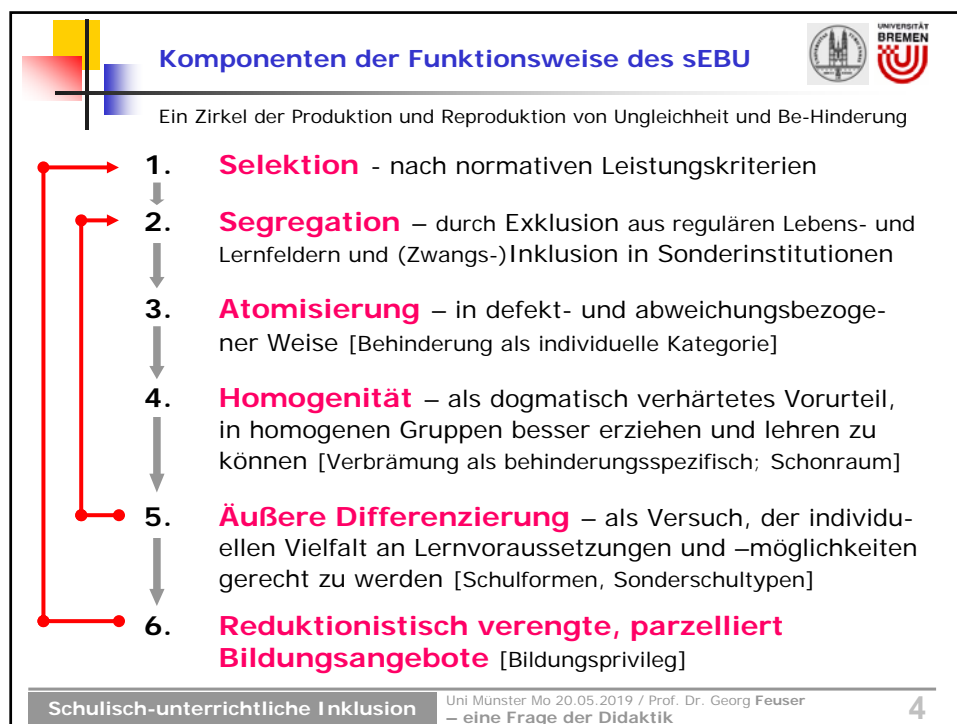 Komponenten der Funktionsweise des sEBU
UNIVERSITÄT
BREMEN
Ein Zirkel der Produktion und Reproduktion von Ungleichheit und Be-Hinderung
1. Selektion - nach normativen Leistungskriterien
2. Segregation – durch Exklusion aus regulären Lebens- und
Lernfeldern und (Zwangs-)Inklusion in Sonderinstitutionen
3. Atomisierung – in defekt- und abweichungsbezoge-
ner Weise [Behinderung als individuelle Kategorie]
4. Homogenität – als dogmatisch verhärtetes Vorurteil,
in homogenen Gruppen besser erziehen und lehren zu
können [Verbrämung als behinderungsspezifisch; Schonraum]
5. Äußere Differenzierung – als Versuch, der individu-
ellen Vielfalt an Lernvoraussetzungen und –möglichkeiten
gerecht zu werden [Schulformen, Sonderschultypen]
6. Reduktionistisch verengte, parzelliert
Bildungsangebote [Bildungsprivileg]
Schulisch-unterrichtliche Inklusion
Uni Münster Mo 20.05.2019 / Prof. Dr. Georg Feuser
– eine Frage der Didaktik
4